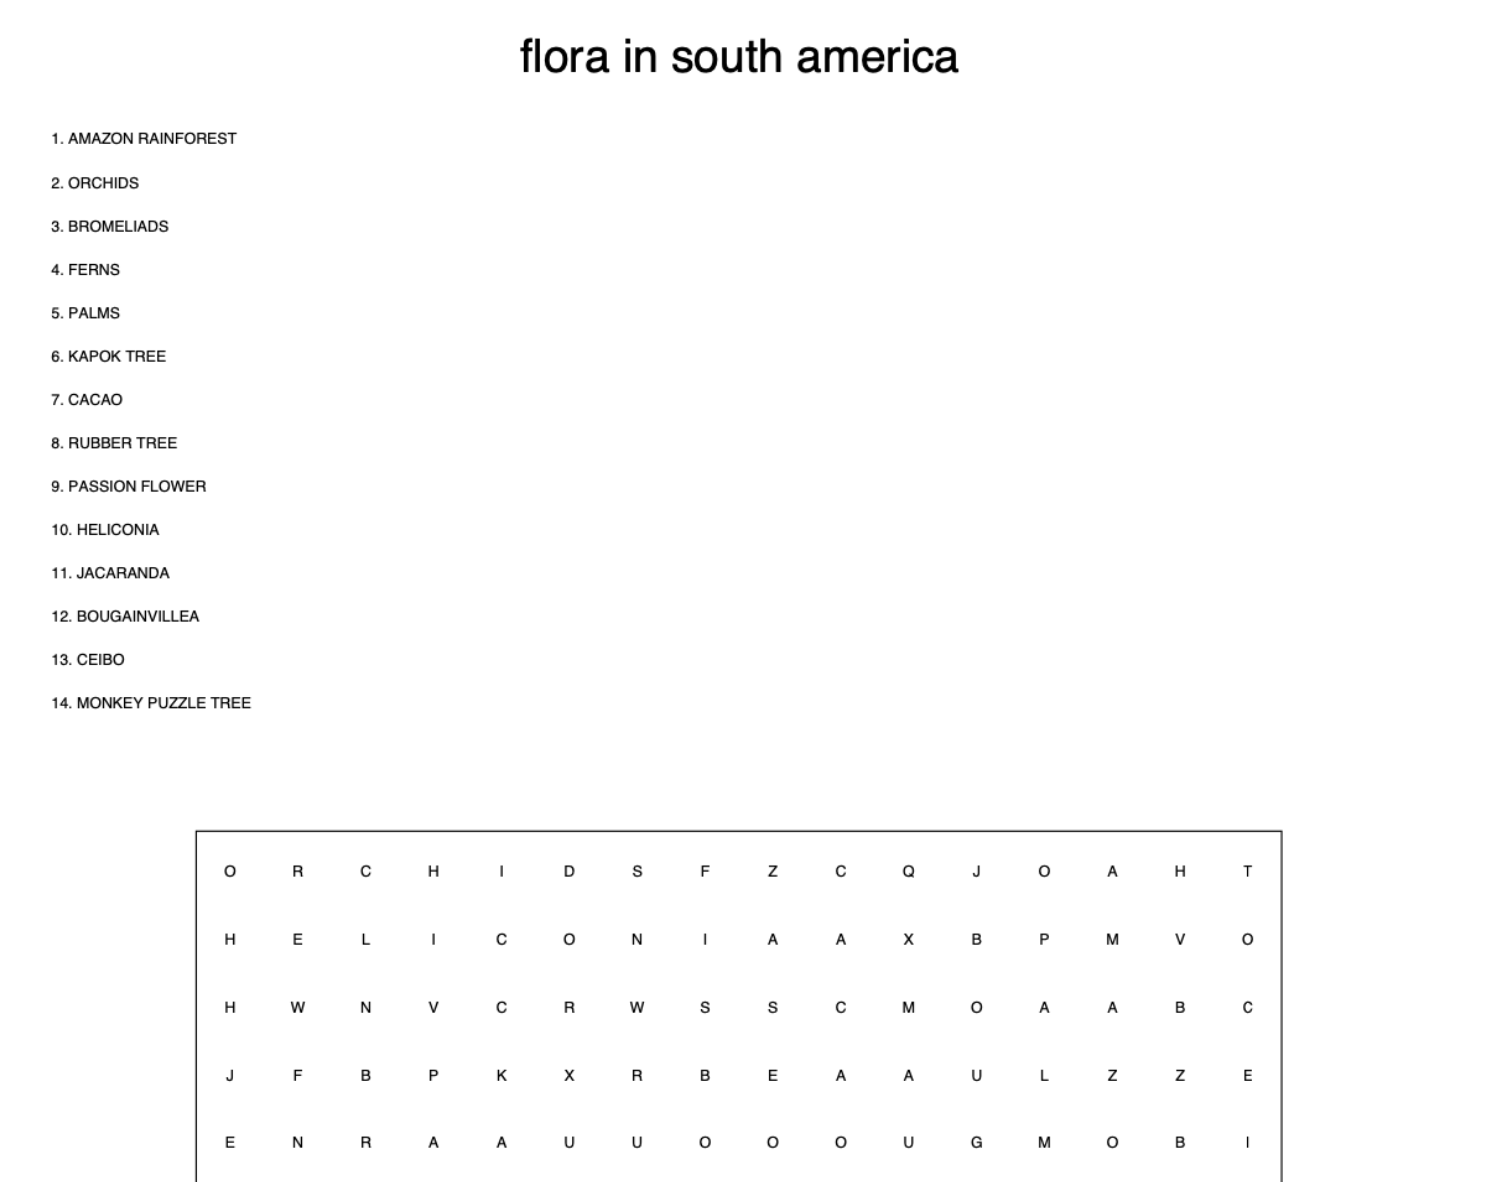 flora in south america
1. AMAZON RAINFOREST
2. ORCHIDS
3. BROMELIADS
4. FERNS
5. PALMS
6. KAPOK TREE
7. CACAO
8. RUBBER TREE
9. PASSION FLOWER
10. HELICONIA
11. JACARANDA
12. BOUGAINVILLEA
13. CEIBO
14. MONKEY PUZZLE TREE
O R C H I D S F Z C Q J O A H T
H E L I C O N I A A X B P M V O
H W N V C R W S S C M O A A B C
J F B P K X R B E A A U L Z Z E
E N R A A U U O O O U G M O B I